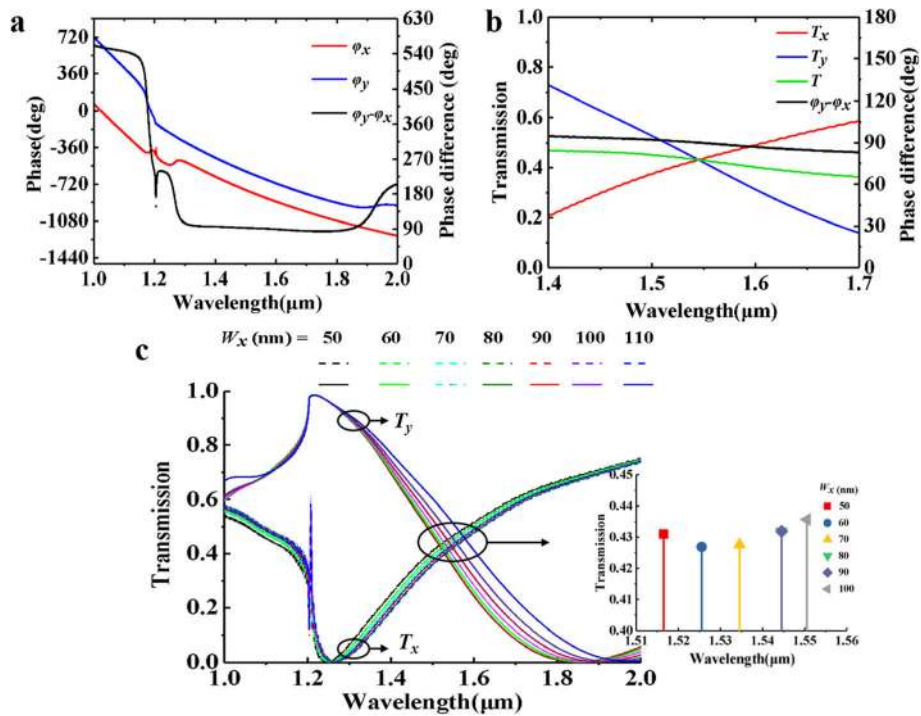 a
720
360
0
-360
-720
-1080
-1440
Phase(deg)
1.0 1.2 1.4 1.6 1.8 2.0
Wavelength(μm)
630
540
450
360
270
180
90
0
Phase difference (deg)
φx
φy
φy-φx
b
1.0
0.8
0.6
0.4
0.2
0.0
Transmission
1.4 1.5 1.6 1.7
Wavelength(μm)
180
150
120
90
60
30
0
Phase difference(deg)
Tx
Ty
T
φy-φx
c
Wx (nm) = 50 60 70 80 90 100 110
1.0
0.8
0.6
0.4
0.2
0.0
Transmission
Ty
Tx
1.0 1.2 1.4 1.6 1.8 2.0
Wavelength(μm)
0.45
0.44
0.43
0.42
0.41
0.40
Transmission
1.51 1.52 1.53 1.54 1.55 1.56
Wavelength(μm)
Wx (nm)
50
60
70
80
90
100